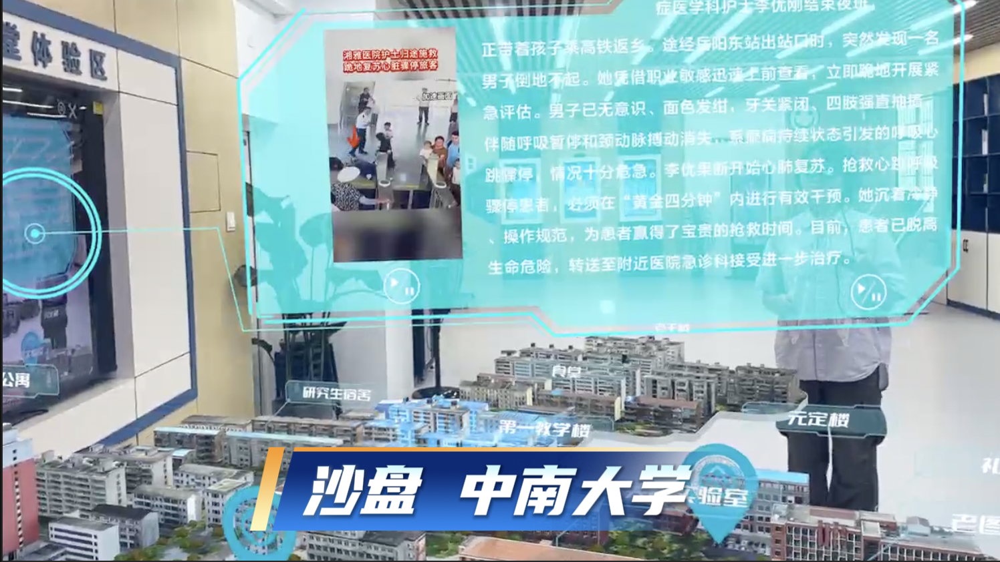 症医学科护士李优刚结束夜班,
正带着孩子乘高铁返乡。途经岳阳东站出站口时，突然发现一名
男子倒地不起。她凭借职业敏感迅速上前查看，立即跪地开展紧
急评估。男子已无意识、面色发绀，牙关紧闭、四肢强直抽搐，
伴随呼吸暂停和颈动脉搏动消失，系癫痫持续状态引发的呼吸心
跳骤停，情况十分危急。李优果断开始心肺复苏。抢救心跳呼吸
骤停患者，必须在“黄金四分钟”内进行有效干预。她沉着冷静
、操作规范，为患者赢得了宝贵的抢救时间。目前，患者已脱离
生命危险，转送至附近医院急诊科接受进一步治疗。
湘雅医院护士归途施救
跪地复苏心脏骤停旅客
加速画面
体验区
公寓
研究生宿舍
食堂
第一教学楼
元定楼
验室
沙盘 中南大学